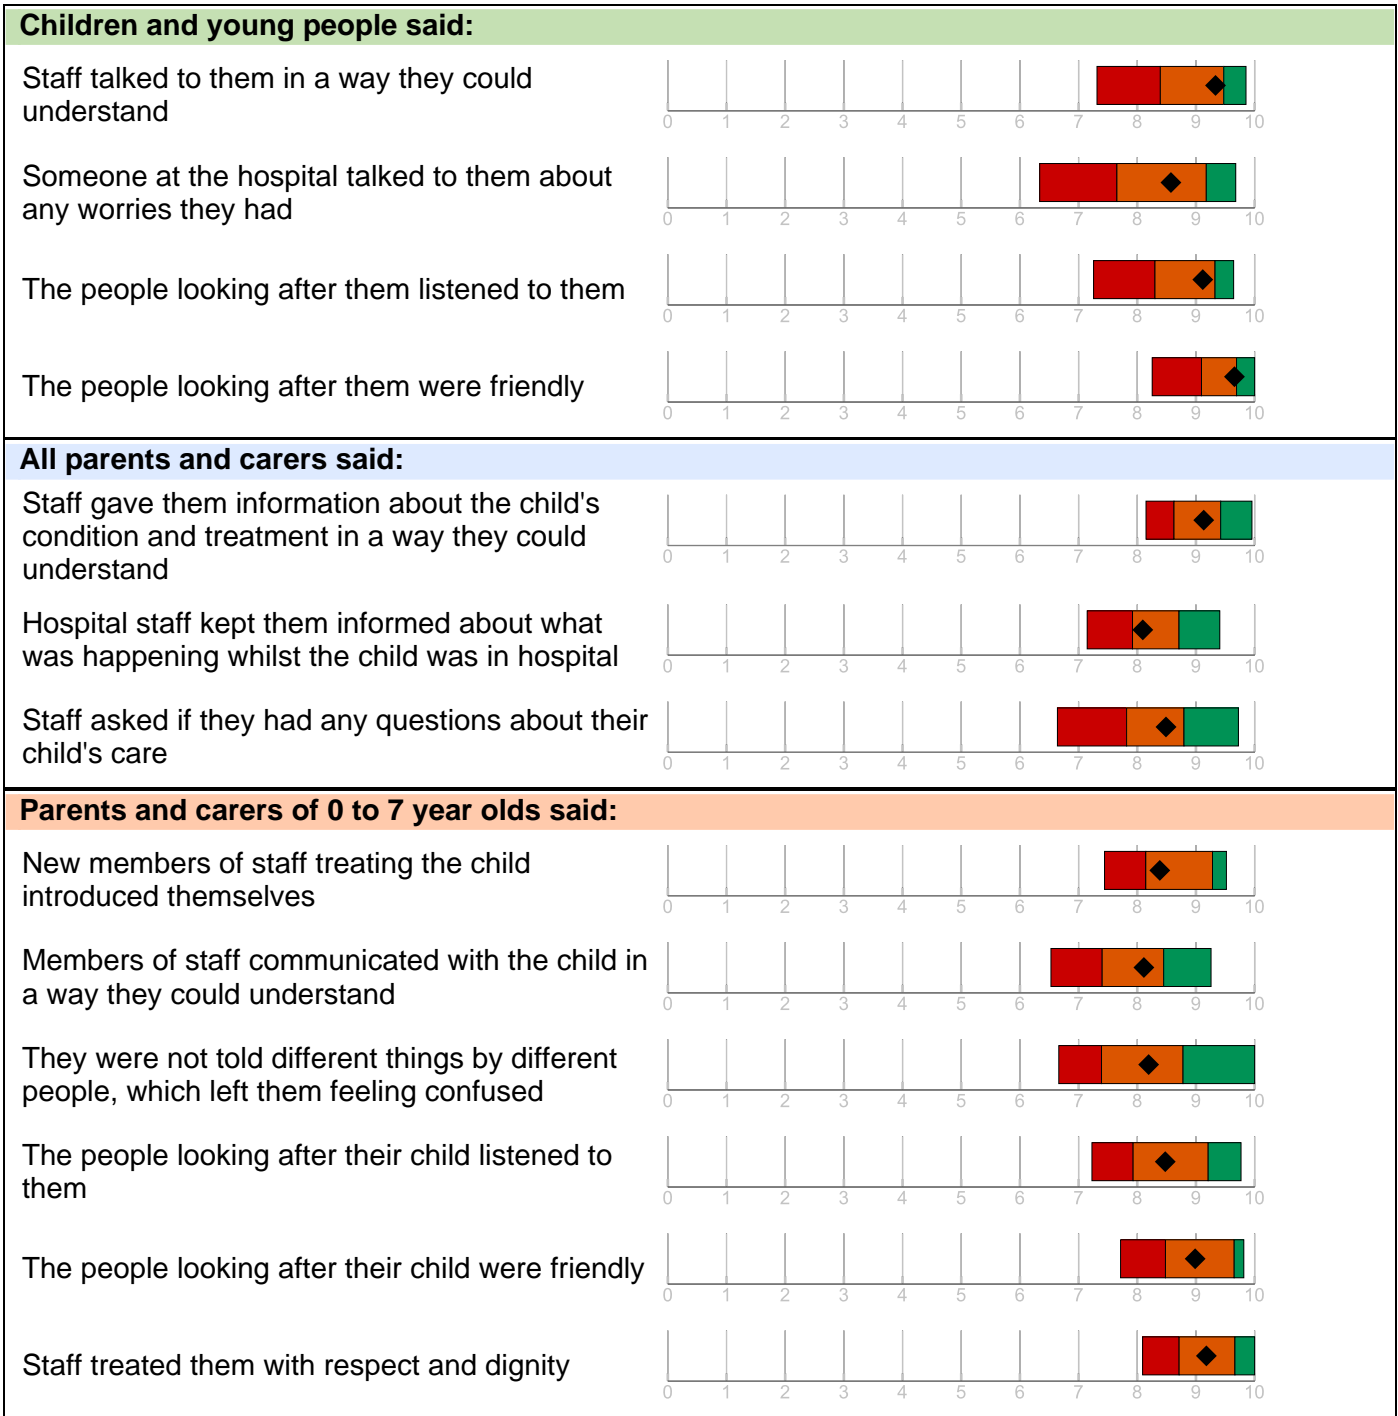 Children and young people said:
Staff talked to them in a way they could
understand
0 1 2 3 4 5 6 7 8 9 10
Someone at the hospital talked to them about
any worries they had
0 1 2 3 4 5 6 7 8 9 10
The people looking after them listened to them
0 1 2 3 4 5 6 7 8 9 10
The people looking after them were friendly
0 1 2 3 4 5 6 7 8 9 10
All parents and carers said:
Staff gave them information about the child's
condition and treatment in a way they could
understand
0 1 2 3 4 5 6 7 8 9 10
Hospital staff kept them informed about what
was happening whilst the child was in hospital
0 1 2 3 4 5 6 7 8 9 10
Staff asked if they had any questions about their
child's care
0 1 2 3 4 5 6 7 8 9 10
Parents and carers of 0 to 7 year olds said:
New members of staff treating the child
introduced themselves
0 1 2 3 4 5 6 7 8 9 10
Members of staff communicated with the child in
a way they could understand
0 1 2 3 4 5 6 7 8 9 10
They were not told different things by different
people, which left them feeling confused
0 1 2 3 4 5 6 7 8 9 10
The people looking after their child listened to
them
0 1 2 3 4 5 6 7 8 9 10
The people looking after their child were friendly
0 1 2 3 4 5 6 7 8 9 10
Staff treated them with respect and dignity
0 1 2 3 4 5 6 7 8 9 10